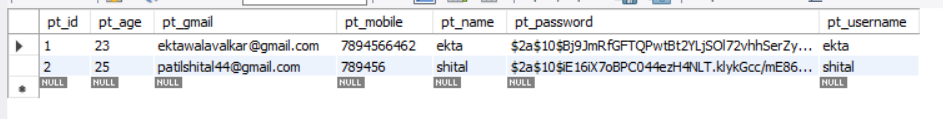 pt_id pt_age pt_gmail pt_mobile pt_name pt_password pt_username
1 23 ektawalavalkar@gmail.com 7894566462 ekta $2a$10$Bj9JmRfGFTQPwtBt2YLjSOl72vhhSerZy... ekta
2 25 patilshital44@gmail.com 789456 shital $2a$10$iE16iX7oBPC044ezH4NLT.klykGcc/mE86... shital
NULL NULL NULL NULL NULL NULL NULL